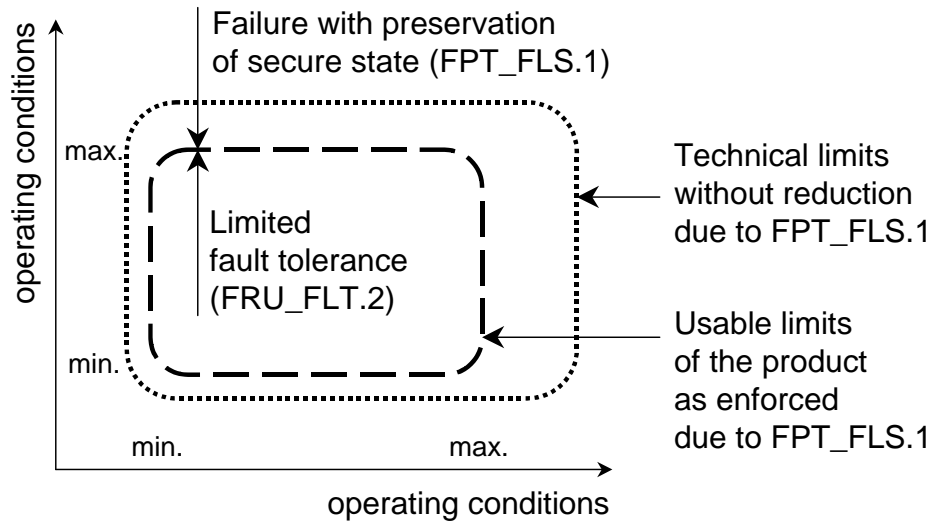 Failure with preservation
of secure state (FPT_FLS.1)
operating conditions
max.
Technical limits
without reduction
due to FPT_FLS.1
Limited
fault tolerance
(FRU_FLT.2)
Usable limits
of the product
as enforced
due to FPT_FLS.1
min.
min.
max.
operating conditions